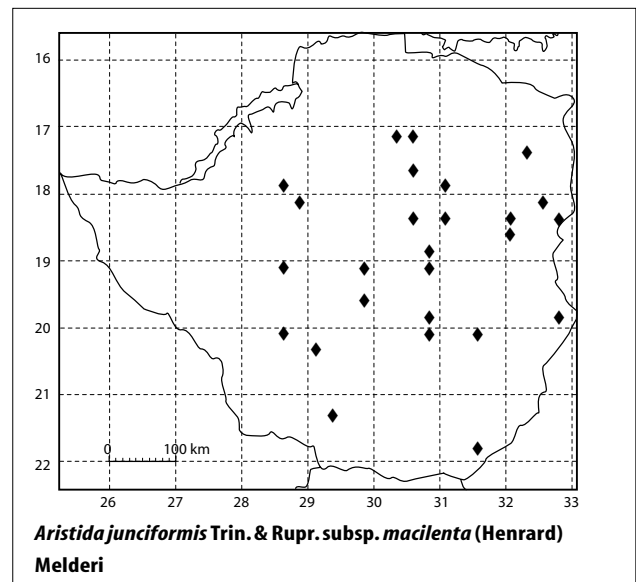 16
17
18
19
20
21
22
0 100 km
26 27 28 29 30 31 32 33
Aristida junciformis Trin. & Rupr. subsp. macilenta (Henrard)
Melderi